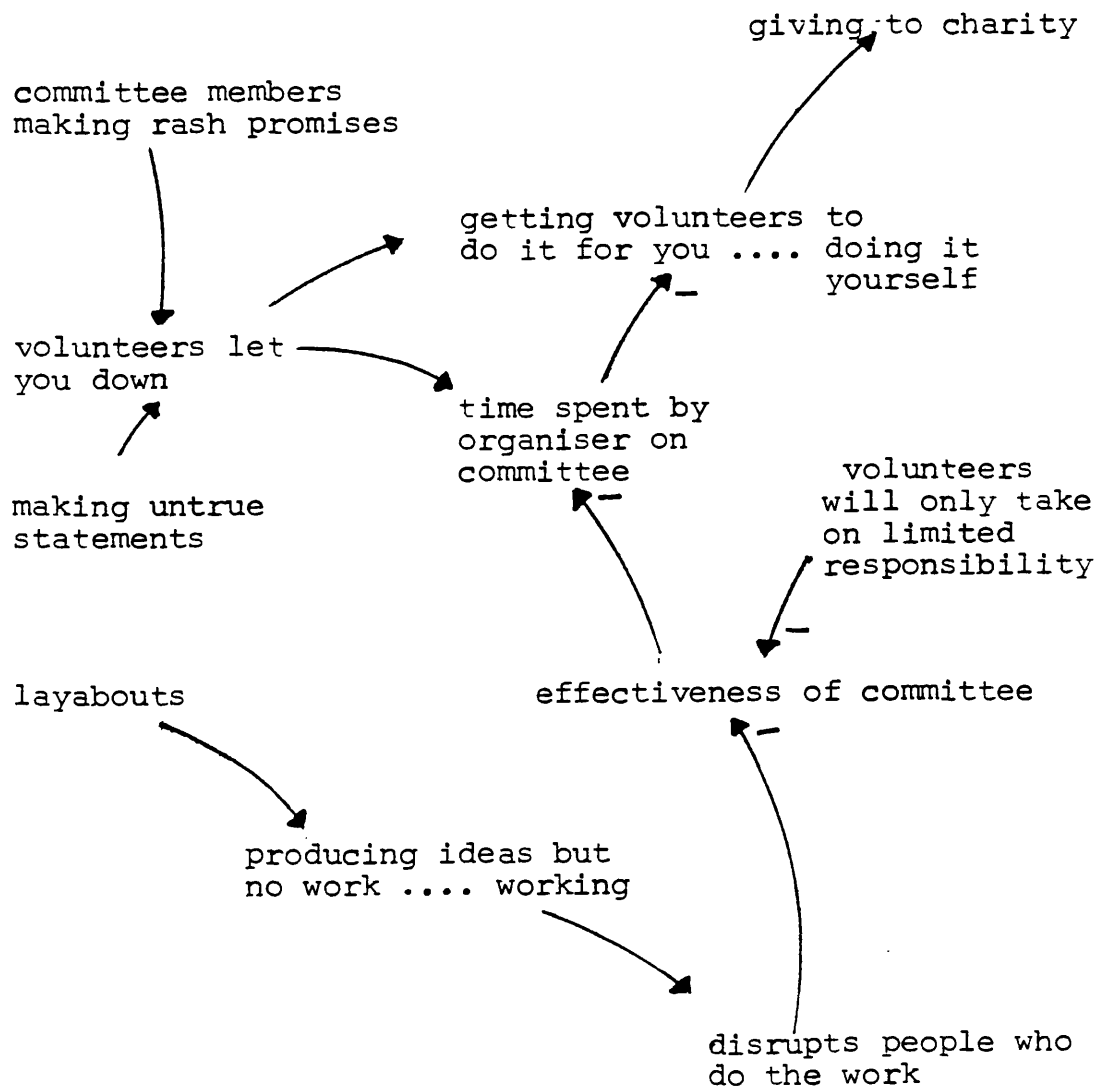 giving to charity
committee members
making rash promises
getting volunteers to
do it for you .... doing it
yourself
–
volunteers let
you down
time spent by
organiser on
committee
–
volunteers
will only take
on limited
responsibility
–
making untrue
statements
layabouts
effectiveness of committee
–
producing ideas but
no work .... working
disrupts people who
do the work